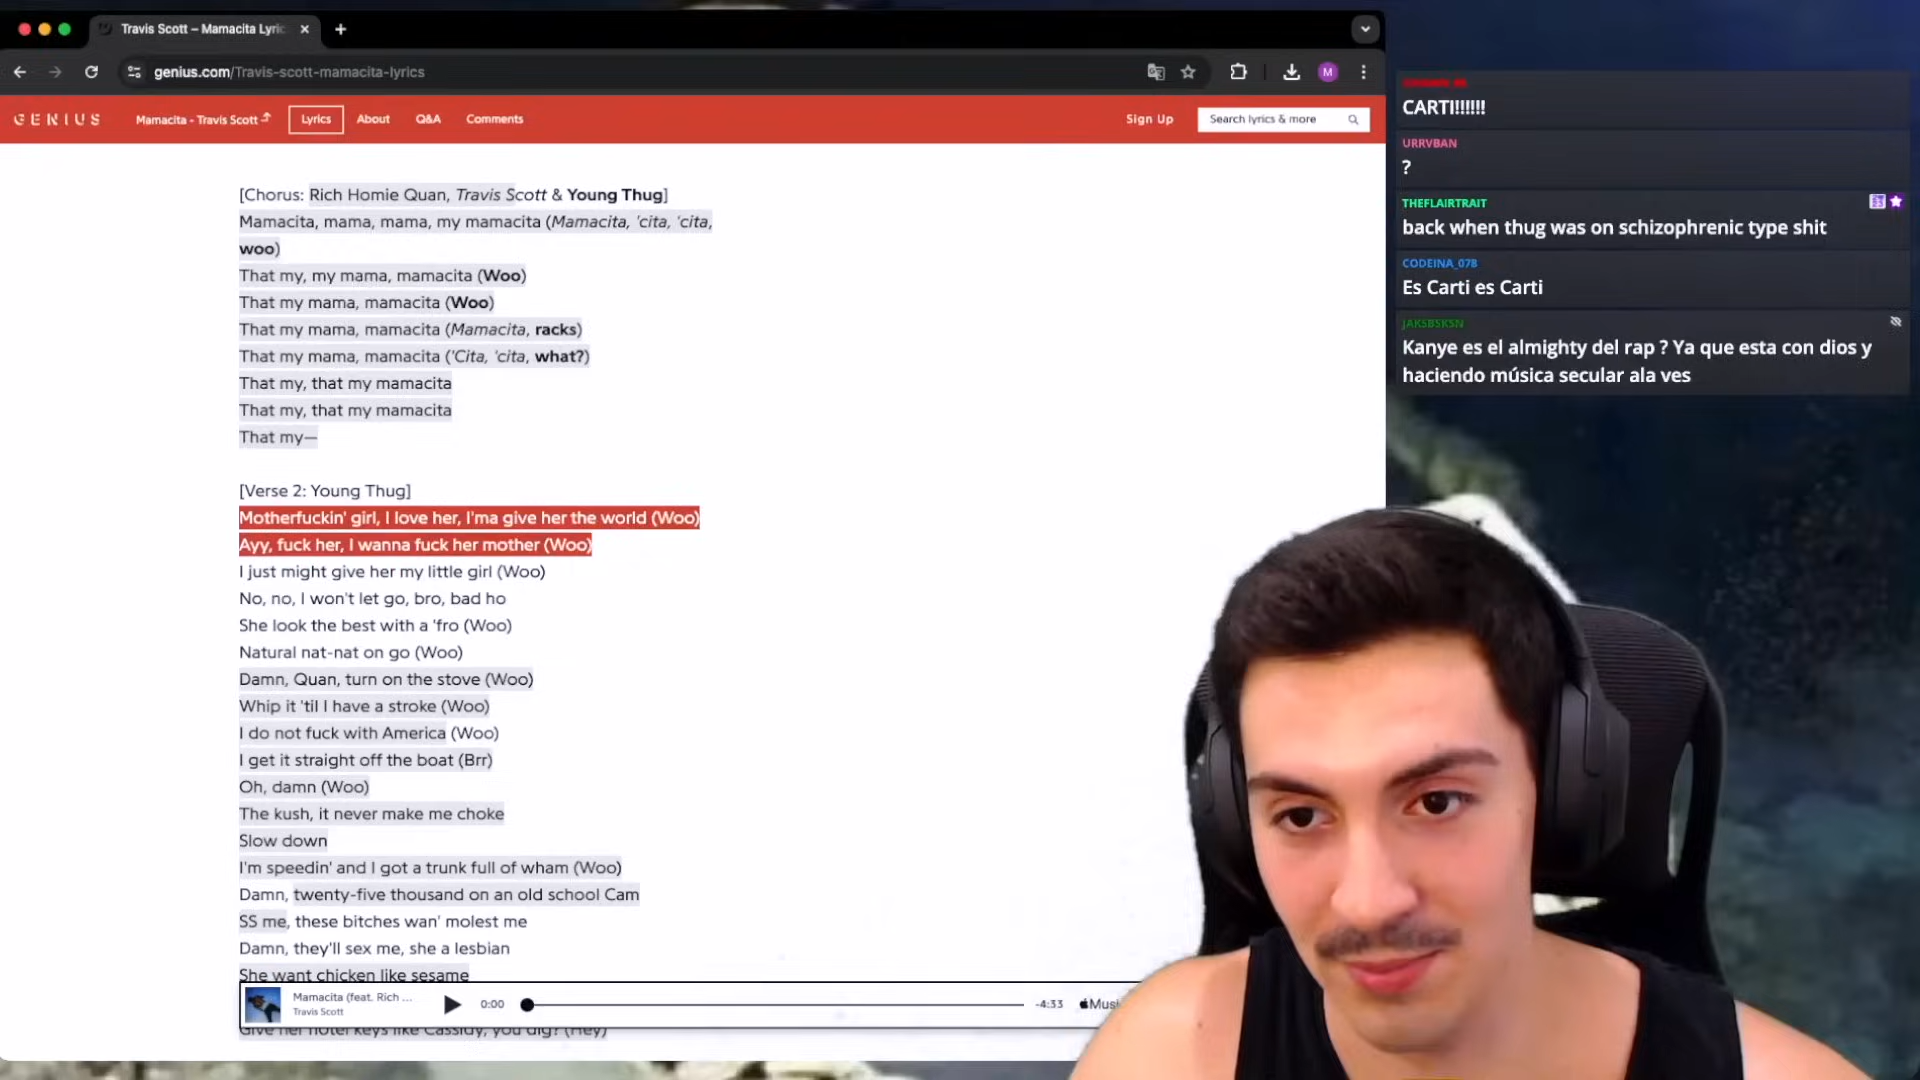 Travis Scott – Mamacita Lyric
genius.com/Travis-scott-mamacita-lyrics
M
GENIUS
Mamacita - Travis Scott
Lyrics
About
Q&A
Comments
Sign Up
Search lyrics & more
[Chorus: Rich Homie Quan, Travis Scott & Young Thug]
Mamacita, mama, mama, my mamacita (Mamacita, 'cita, 'cita,
woo)
That my, my mama, mamacita (Woo)
That my mama, mamacita (Woo)
That my mama, mamacita (Mamacita, racks)
That my mama, mamacita ('Cita, 'cita, what?)
That my, that my mamacita
That my, that my mamacita
That my—
[Verse 2: Young Thug]
Motherfuckin' girl, I love her, I'ma give her the world (Woo)
Ayy, fuck her, I wanna fuck her mother (Woo)
I just might give her my little girl (Woo)
No, no, I won't let go, bro, bad ho
She look the best with a 'fro (Woo)
Natural nat-nat on go (Woo)
Damn, Quan, turn on the stove (Woo)
Whip it 'til I have a stroke (Woo)
I do not fuck with America (Woo)
I get it straight off the boat (Brr)
Oh, damn (Woo)
The kush, it never make me choke
Slow down
I'm speedin' and I got a trunk full of wham (Woo)
Damn, twenty-five thousand on an old school Cam
SS me, these bitches wan' molest me
Damn, they'll sex me, she a lesbian
She want chicken like sesame
Mamacita (feat. Rich ...
Travis Scott
0:00
-4:33
Musi
Give her hotel keys like Cassidy, you dig? (Hey)
CARTI!!!!!!
URRVBAN
?
THEFLAIRTRAIT
back when thug was on schizophrenic type shit
CODEINA_078
Es Carti es Carti
JAKSBSKSN
Kanye es el almighty del rap ? Ya que esta con dios y
haciendo música secular ala ves